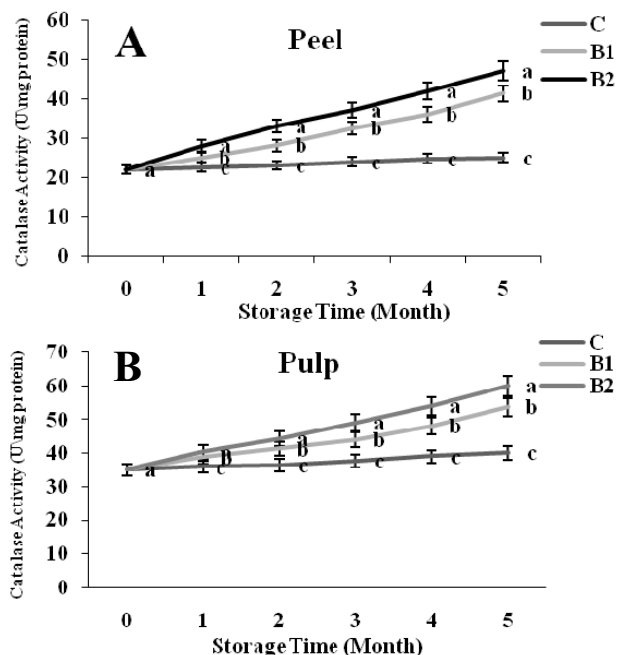 A
Peel
C
B1
B2
Catalase Activity (U\mg protein)
60
50
40
30
20
10
0
a
a
b
c
a
b
c
a
b
c
a
b
c
a
b
c
0 1 2 3 4 5
Storage Time (Month)
B
Pulp
C
B1
B2
Catalase Activity (U\mg protein)
70
60
50
40
30
20
10
0
a
a
b
c
a
b
c
a
b
c
a
b
c
a
b
c
0 1 2 3 4 5
Storage Time (Month)